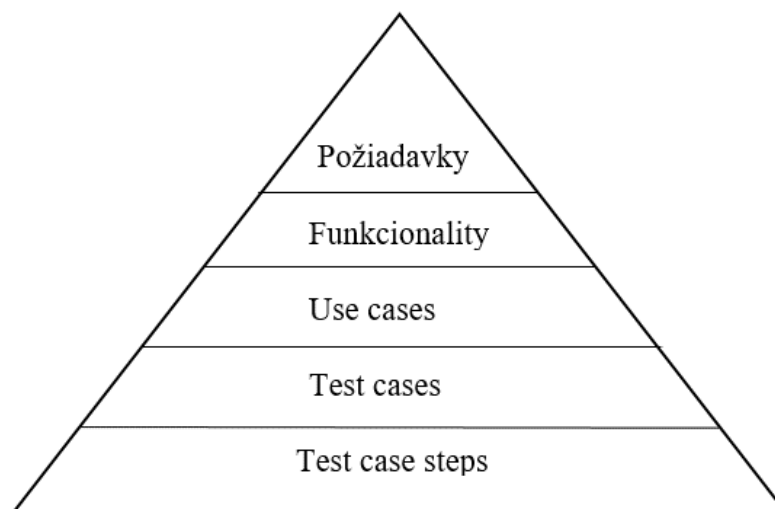 Požiadavky
Funkcionality
Use cases
Test cases
Test case steps